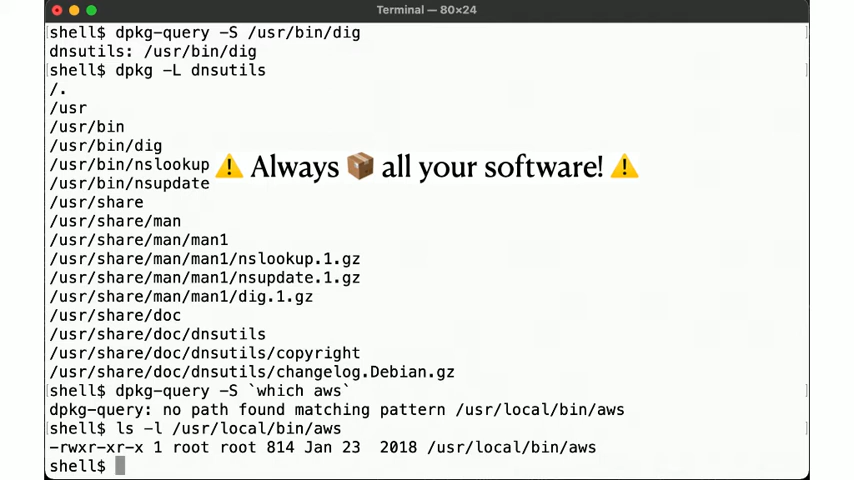 Terminal — 80×24
shell$ dpkg-query -S /usr/bin/dig
dnsutils: /usr/bin/dig
shell$ dpkg -L dnsutils
/.
/usr
/usr/bin
/usr/bin/dig
/usr/bin/nslookup
⚠️ Always 📦 all your software! ⚠️
/usr/bin/nsupdate
/usr/share
/usr/share/man
/usr/share/man/man1
/usr/share/man/man1/nslookup.1.gz
/usr/share/man/man1/nsupdate.1.gz
/usr/share/man/man1/dig.1.gz
/usr/share/doc
/usr/share/doc/dnsutils
/usr/share/doc/dnsutils/copyright
/usr/share/doc/dnsutils/changelog.Debian.gz
shell$ dpkg-query -S `which aws`
dpkg-query: no path found matching pattern /usr/local/bin/aws
shell$ ls -l /usr/local/bin/aws
-rwxr-xr-x 1 root root 814 Jan 23  2018 /usr/local/bin/aws
shell$